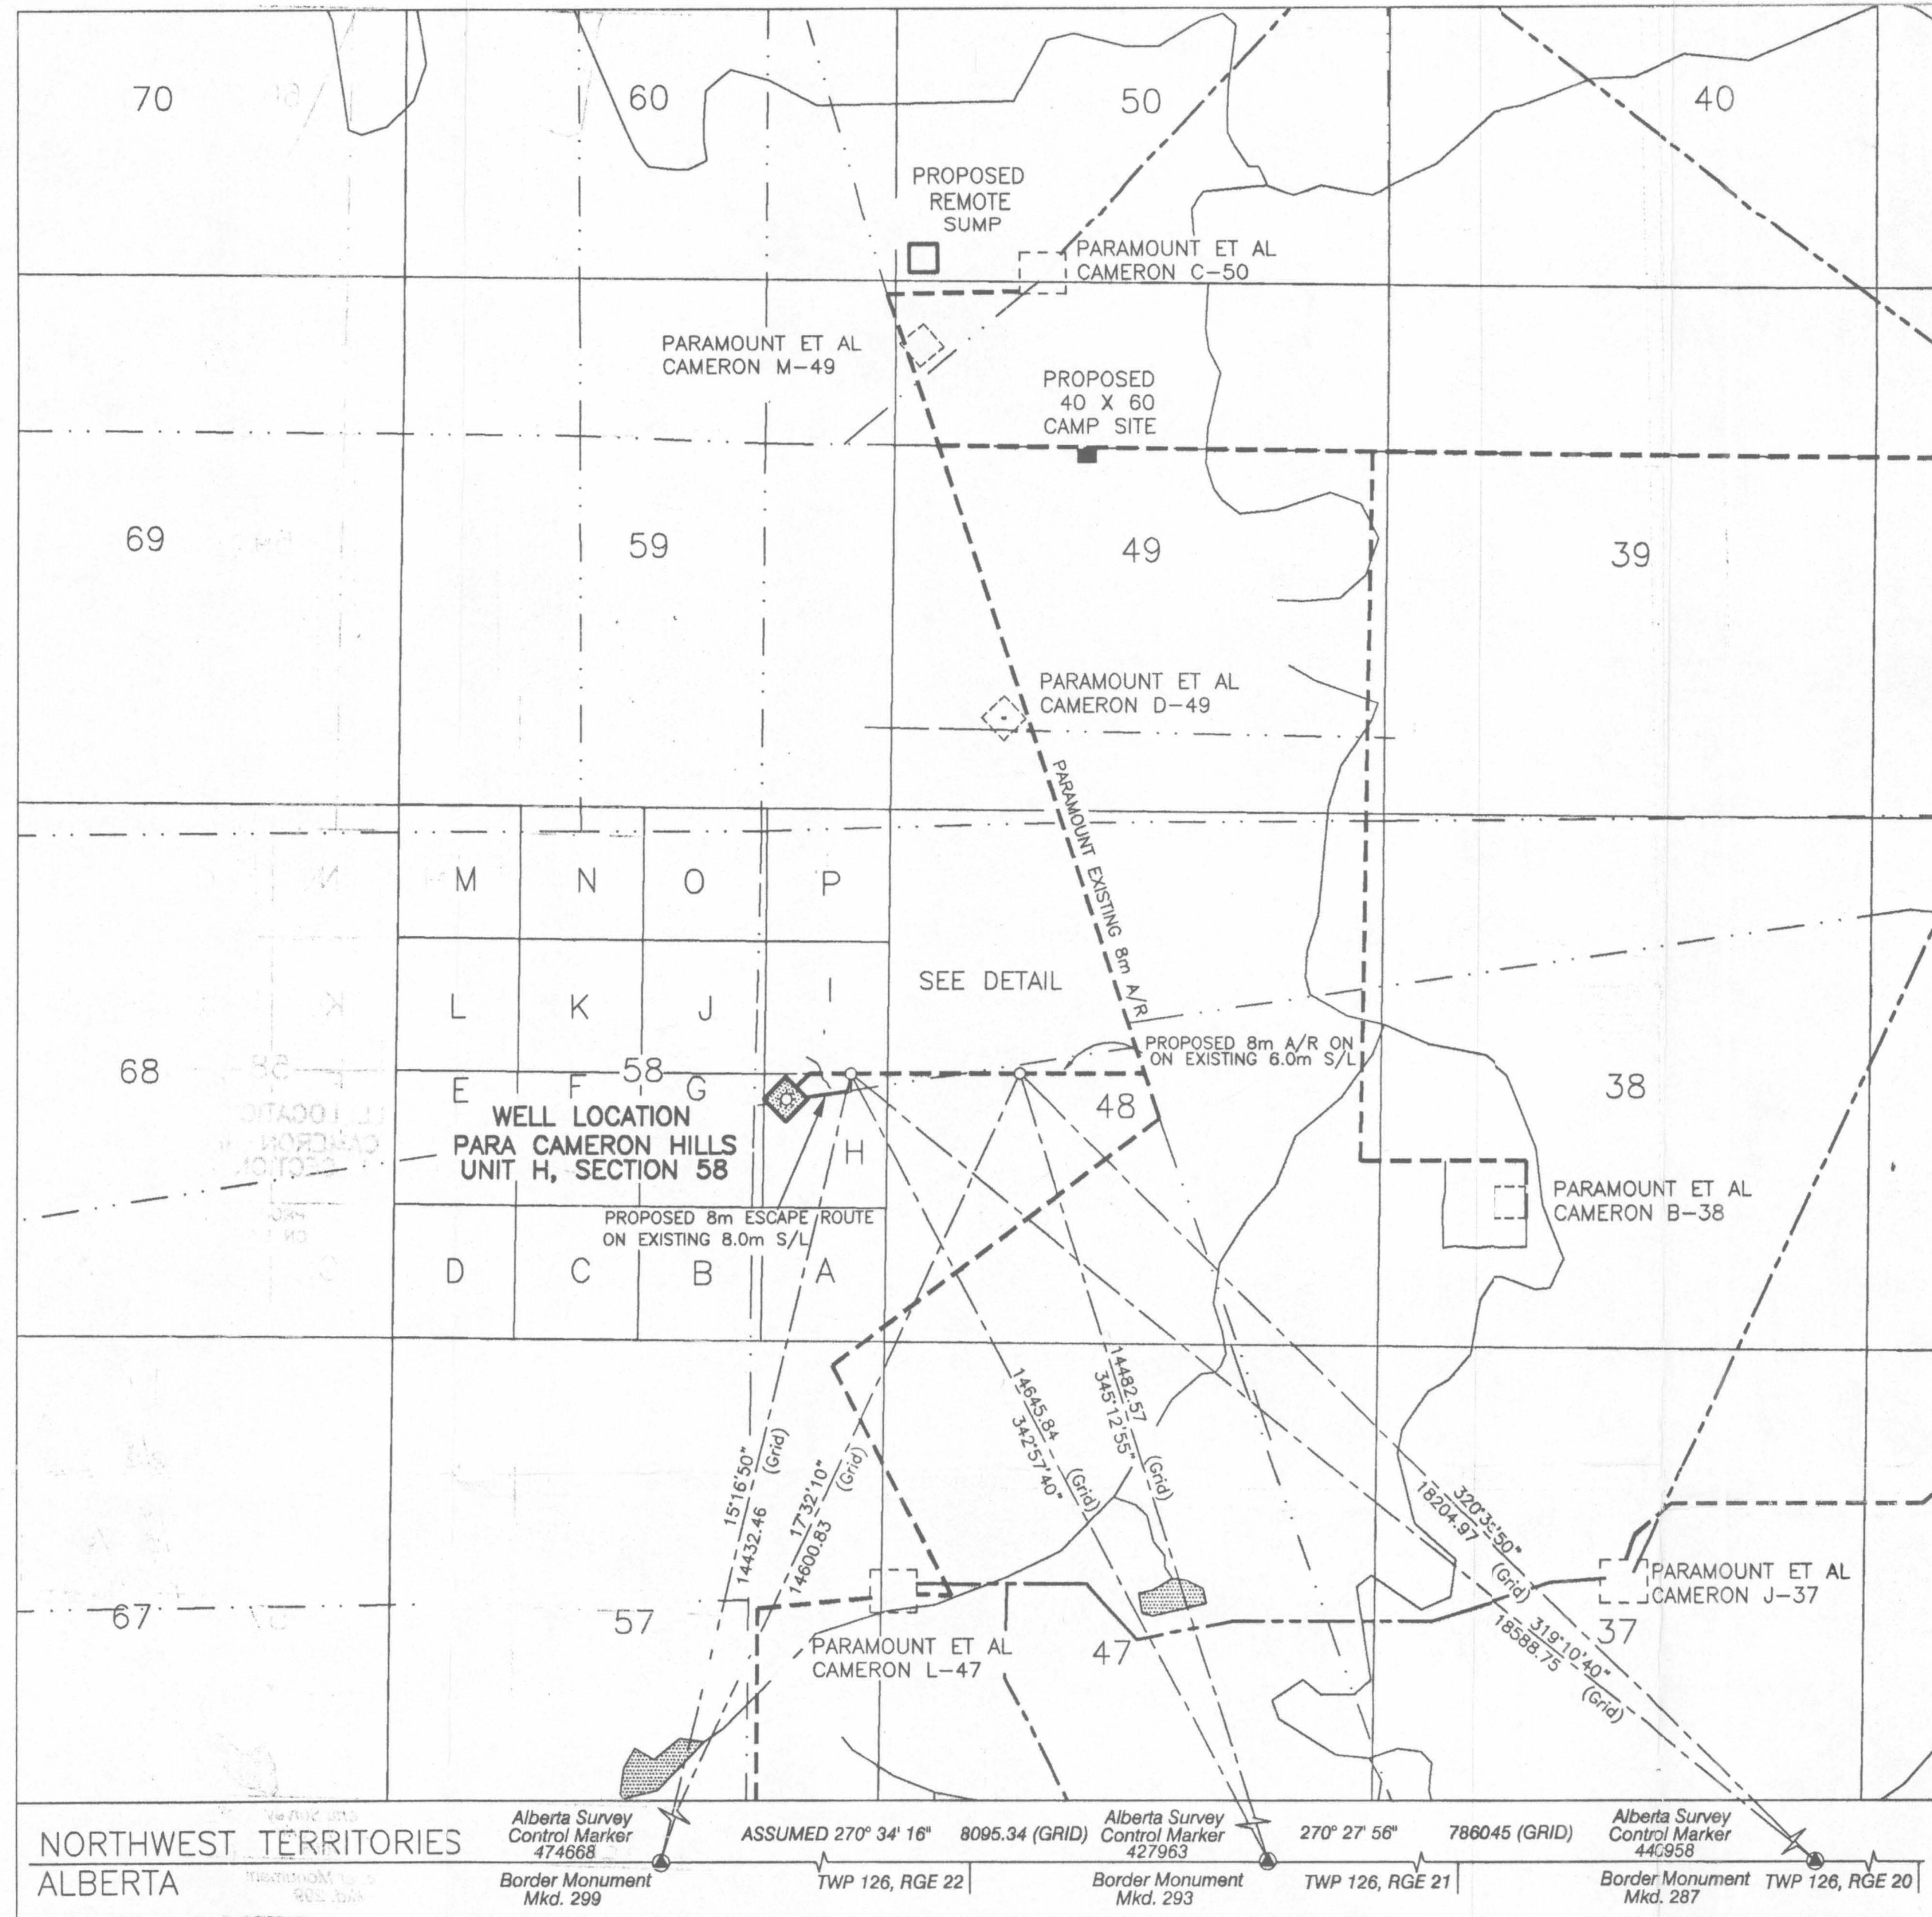 70
60
50
40
PROPOSED
REMOTE
SUMP
PARAMOUNT ET AL
CAMERON C-50
PARAMOUNT ET AL
CAMERON M-49
PROPOSED
40 X 60
CAMP SITE
69
59
49
39
PARAMOUNT ET AL
CAMERON D-49
PARAMOUNT EXISTING 8m A/R
M N O P
L K J I
SEE DETAIL
PROPOSED 8m A/R ON
ON EXISTING 6.0m S/L
68
58
48
38
E F G
WELL LOCATION
PARA CAMERON HILLS
UNIT H, SECTION 58
H
PROPOSED 8m ESCAPE ROUTE
ON EXISTING 8.0m S/L
D C B A
PARAMOUNT ET AL
CAMERON B-38
15°16'50"
14432.46
(Grid)
17°32'10"
14600.83
(Grid)
14645.84
342°57'40"
(Grid)
14482.57
345°12'55"
(Grid)
18204.97
(Grid)
319°10'40"
18588.75
(Grid)
PARAMOUNT ET AL
CAMERON J-37
67
57
47
37
PARAMOUNT ET AL
CAMERON L-47
NORTHWEST TERRITORIES
ALBERTA
Alberta Survey
Control Marker
474668
Border Monument
Mkd. 299
ASSUMED 270° 34' 16" 8095.34 (GRID)
TWP 126, RGE 22
Alberta Survey
Control Marker
427963
Border Monument
Mkd. 293
270° 27' 56" 786045 (GRID)
TWP 126, RGE 21
Alberta Survey
Control Marker
Border Monument
Mkd. 287
TWP 126, RGE 20